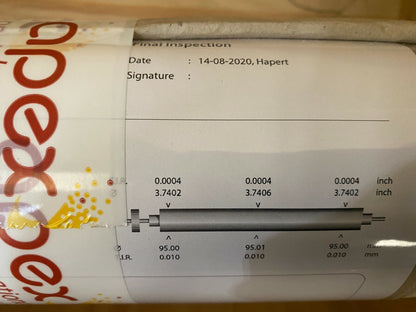 apex
Final Inspection
Date : 14-08-2020, Hapert
Signature :
0.0004 0.0004 0.0004 inch
3.7402 3.7406 3.7402 inch
95.00 95.01 95.00
.I.R. 0.010 0.010 0.010 mm